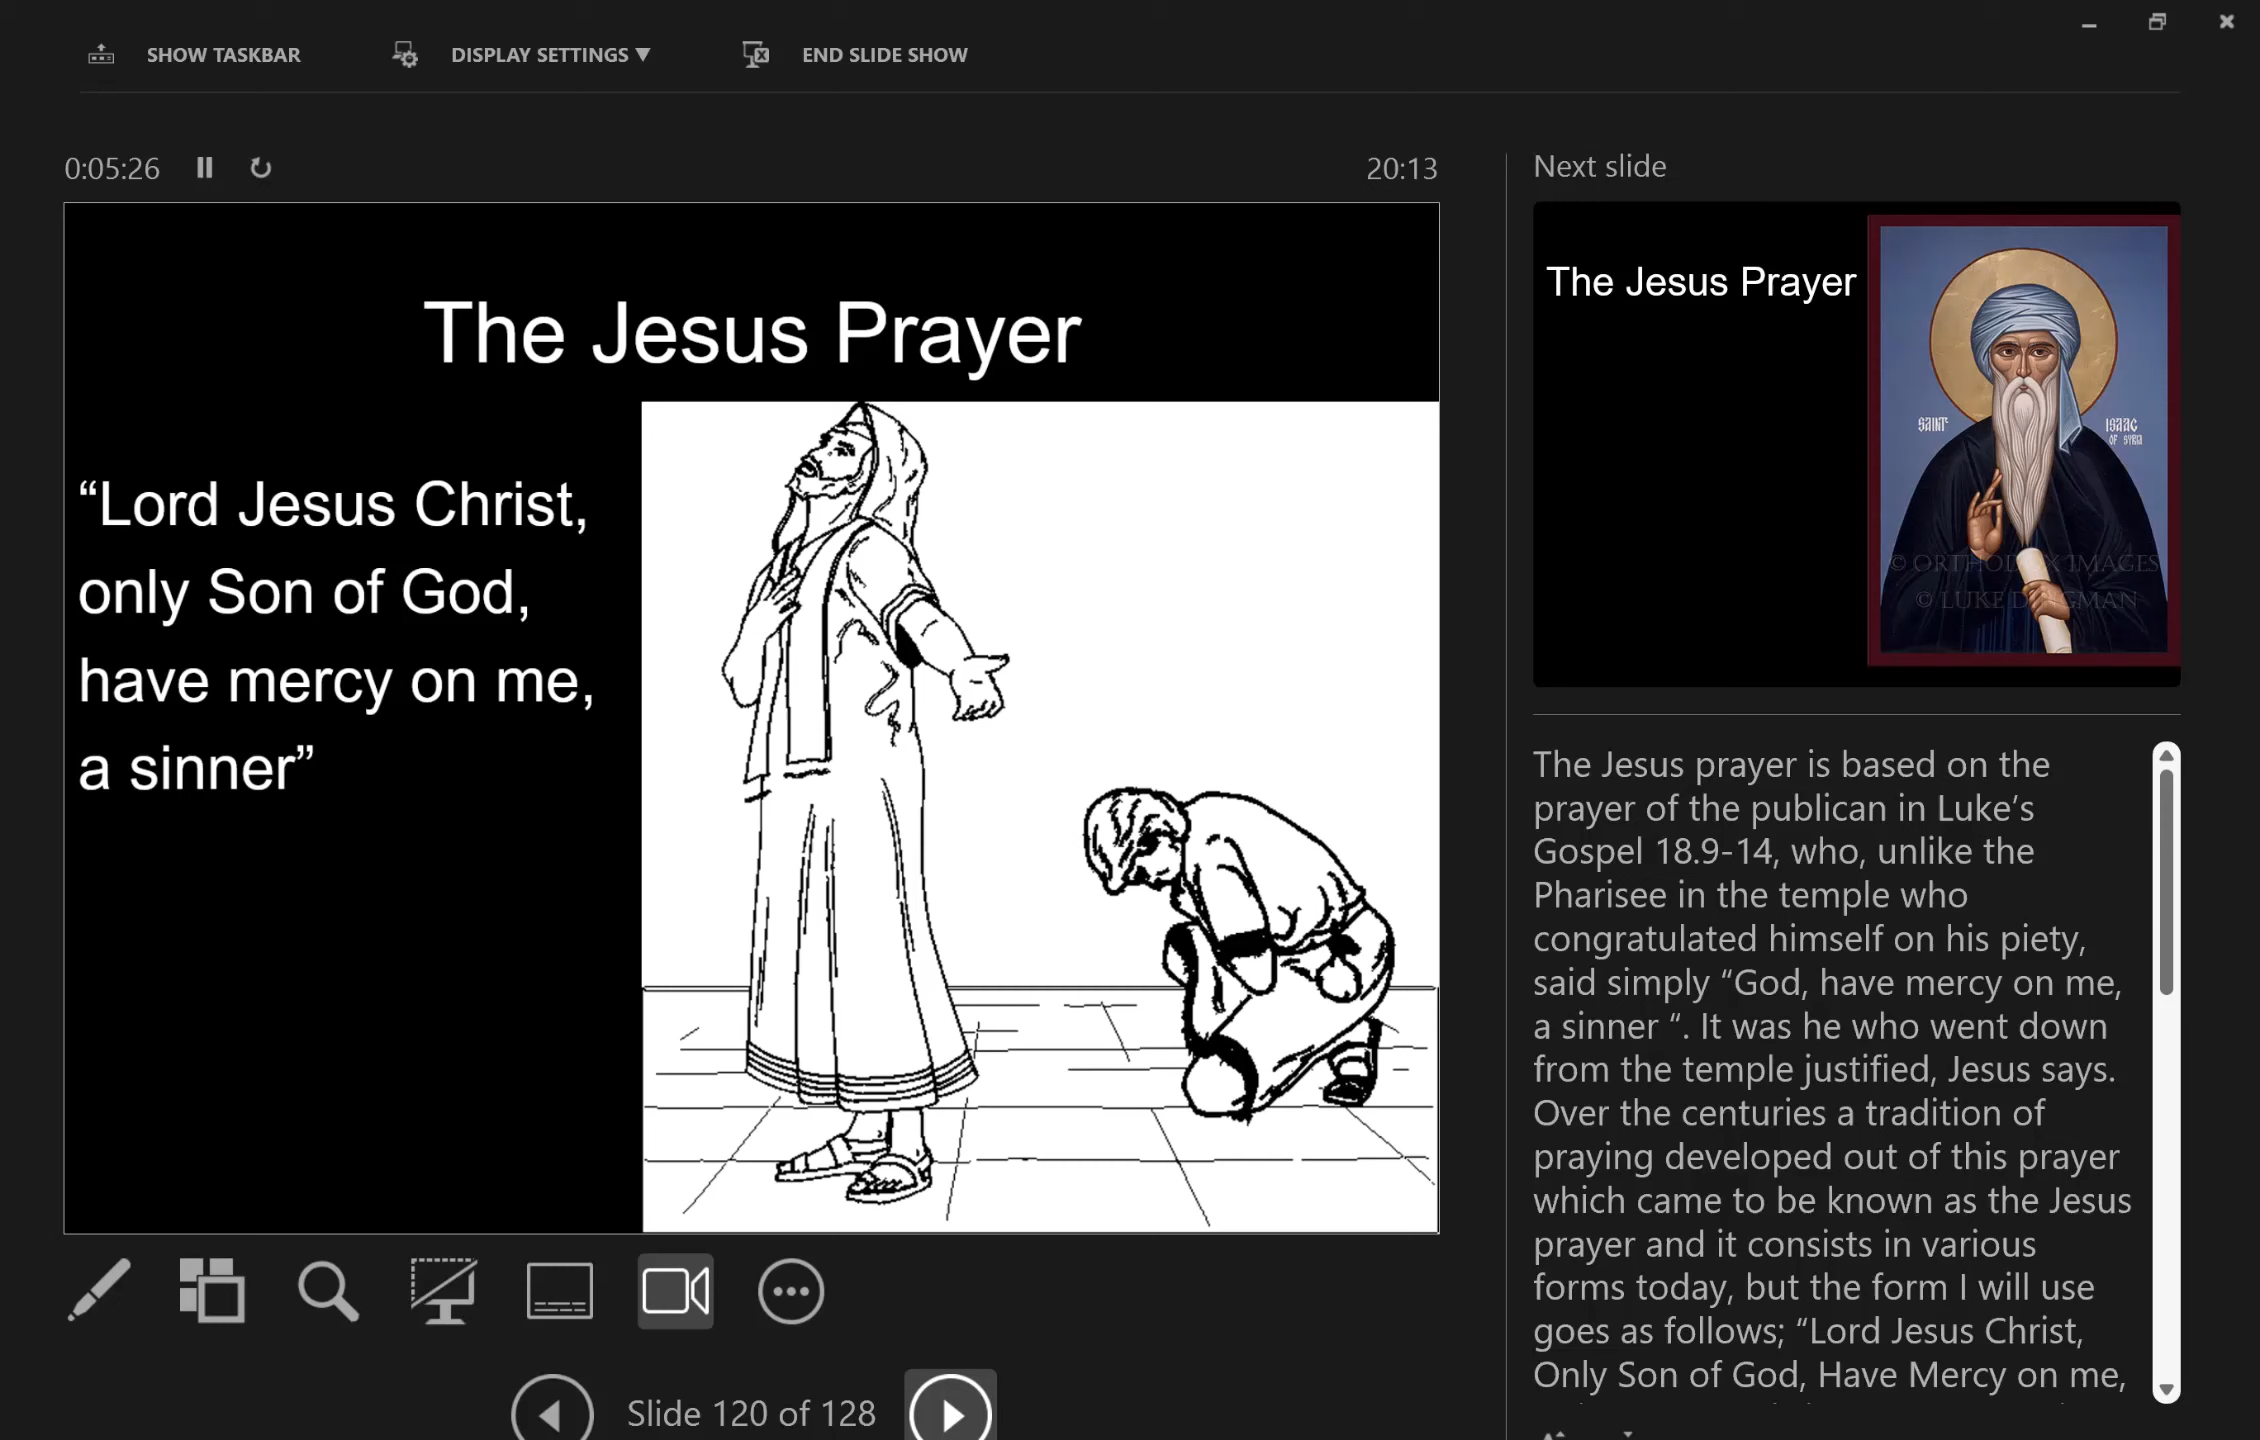 SHOW TASKBAR
DISPLAY SETTINGS ▼
END SLIDE SHOW
0:05:26
20:13
The Jesus Prayer
“Lord Jesus Christ,
only Son of God,
have mercy on me,
a sinner”
Slide 120 of 128
Next slide
The Jesus Prayer
SAINT
ISAAC
OF SYRIA
© ORTHODOX IMAGES
© LUKE DINGMAN
The Jesus prayer is based on the
prayer of the publican in Luke’s
Gospel 18.9-14, who, unlike the
Pharisee in the temple who
congratulated himself on his piety,
said simply “God, have mercy on me,
a sinner “. It was he who went down
from the temple justified, Jesus says.
Over the centuries a tradition of
praying developed out of this prayer
which came to be known as the Jesus
prayer and it consists in various
forms today, but the form I will use
goes as follows; “Lord Jesus Christ,
Only Son of God, Have Mercy on me,